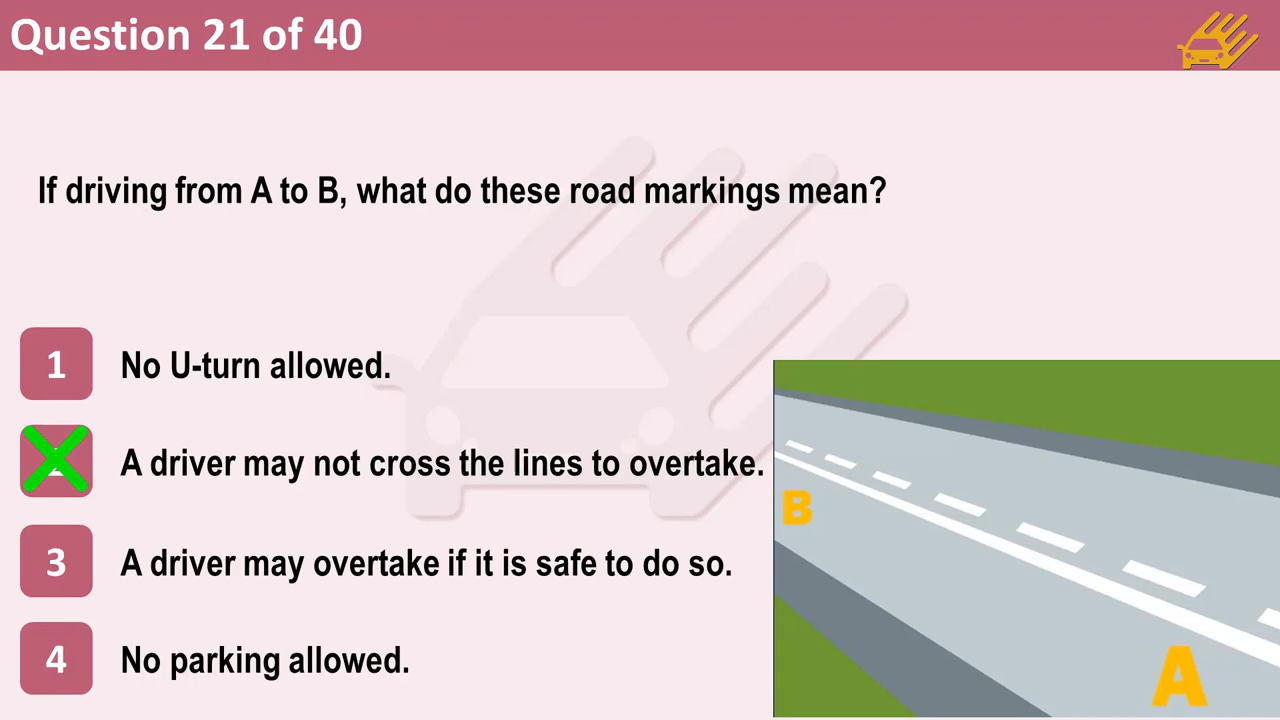 Question 21 of 40
If driving from A to B, what do these road markings mean?
1 No U-turn allowed.
A driver may not cross the lines to overtake.
3 A driver may overtake if it is safe to do so.
4 No parking allowed.
B
A